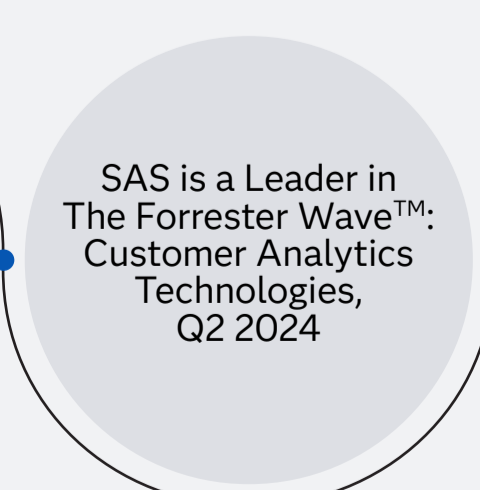 SAS is a Leader in
The Forrester Wave™:
Customer Analytics
Technologies,
Q2 2024